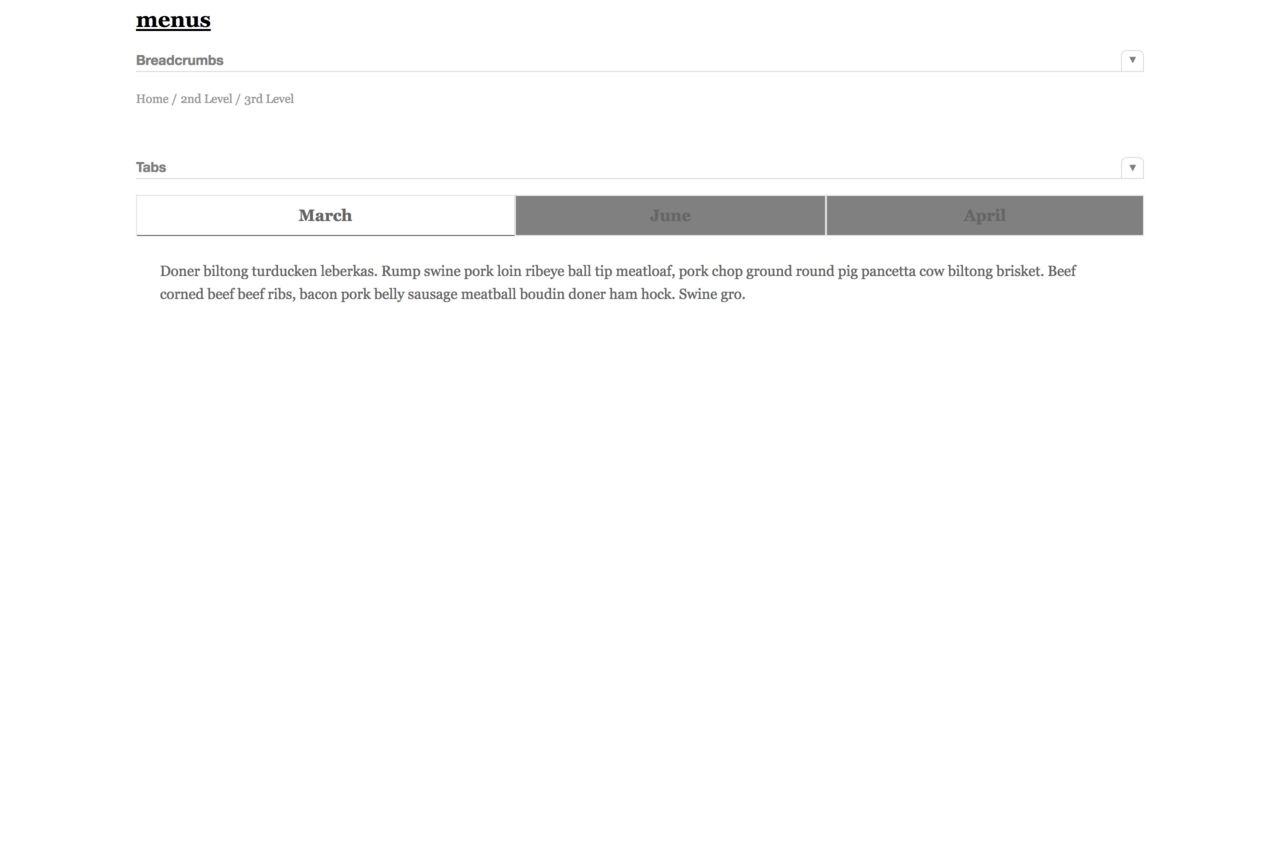 menus
Breadcrumbs
▼
Home / 2nd Level / 3rd Level
Tabs
▼
March
June
April
Doner biltong turducken leberkas. Rump swine pork loin ribeye ball tip meatloaf, pork chop ground round pig pancetta cow biltong brisket. Beef
corned beef beef ribs, bacon pork belly sausage meatball boudin doner ham hock. Swine gro.